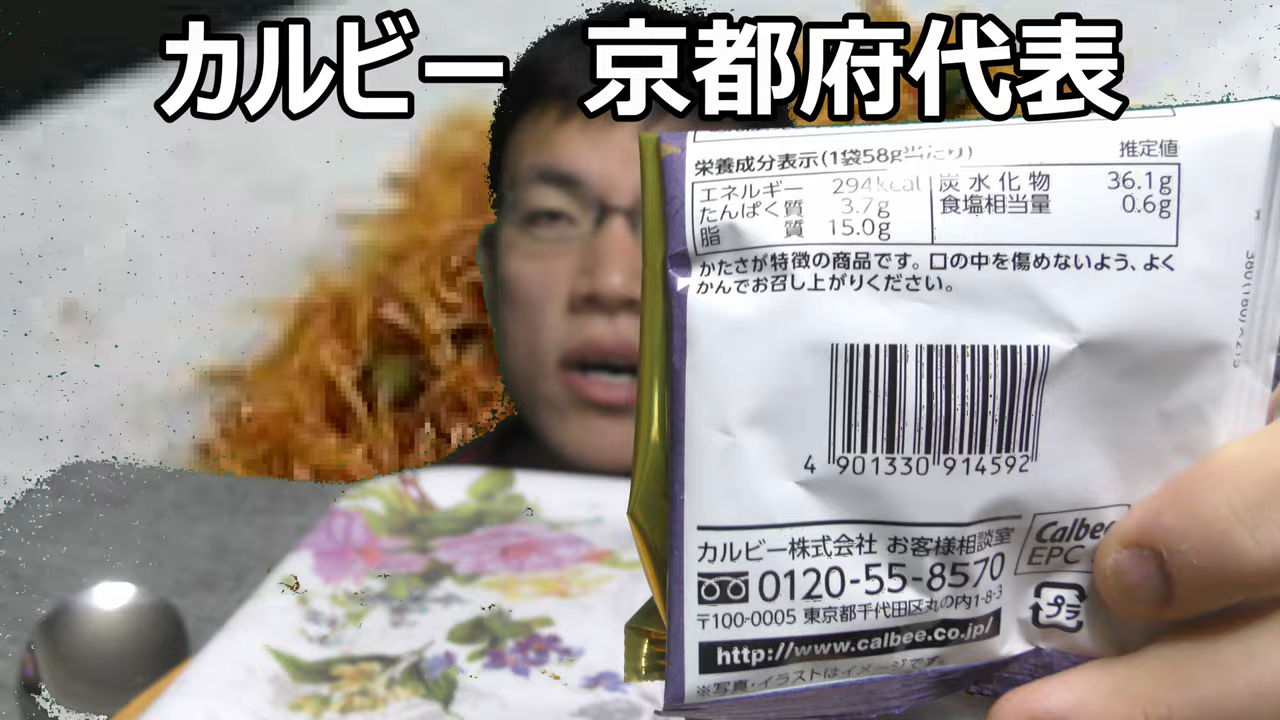 カルビー 京都府代表
栄養成分表示(1袋58g当たり) 推定値
エネルギー 294kcal 炭水化物 36.1g
たんぱく質 3.7g 食塩相当量 0.6g
脂質 15.0g
かたさが特徴の商品です。口の中を傷めないよう、よく
かんでお召し上がりください。
4 901330 914592
カルビー株式会社 お客様相談室
0120-55-8570
〒100-0005 東京都千代田区丸の内1-8-3
http://www.calbee.co.jp/
※写真・イラストはイメージです。
Calbee
EPC
プラ